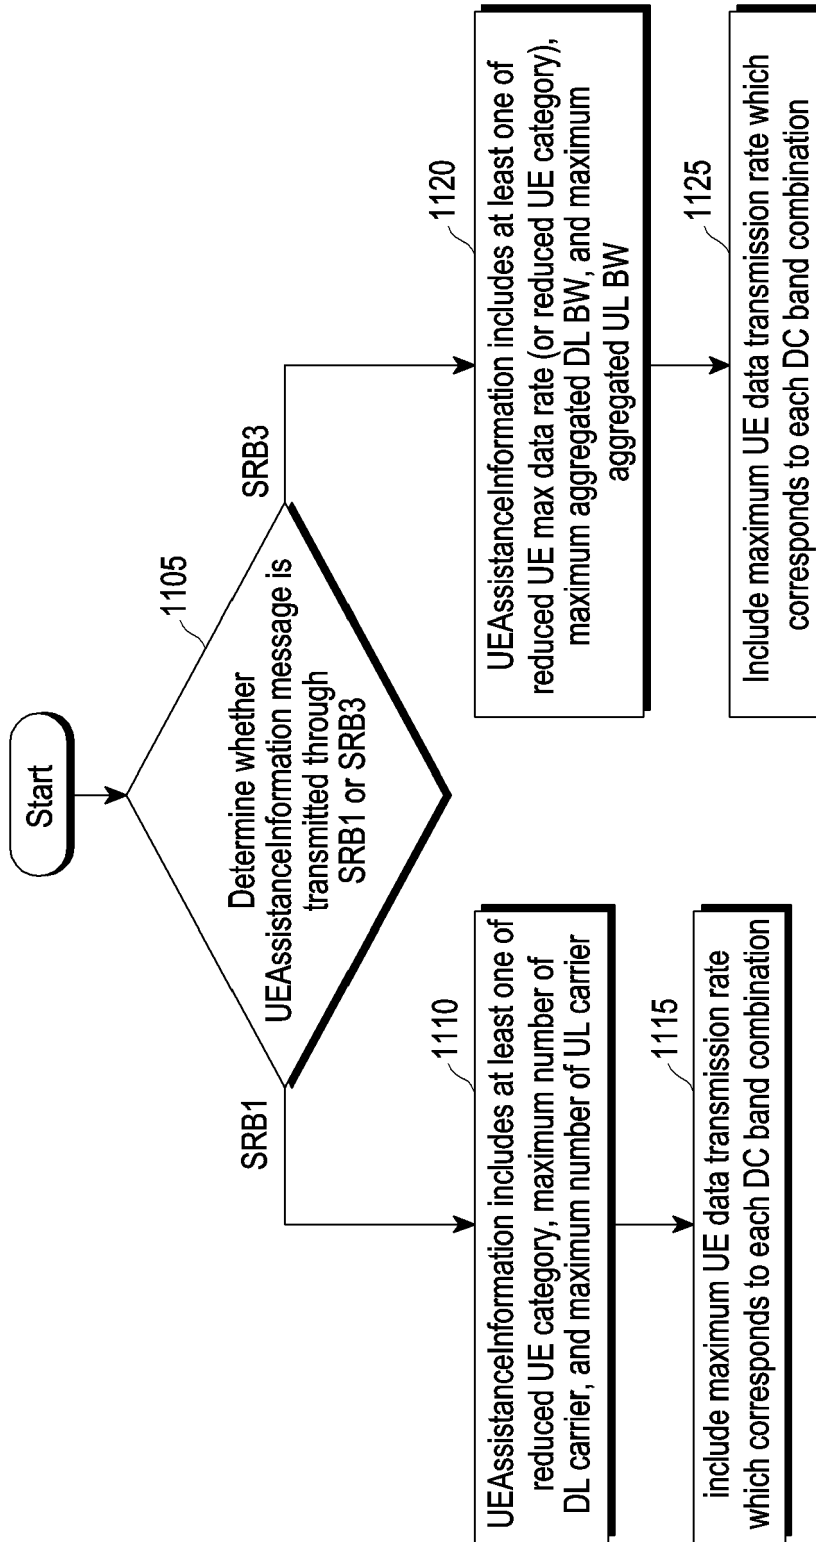 Start
1105
Determine whether
UEAssistanceInformation message is
transmitted through
SRB1 or SRB3
SRB1
SRB3
1110
UEAssistanceInformation includes at least one of
reduced UE category, maximum number of
DL carrier, and maximum number of UL carrier
1115
include maximum UE data transmission rate
which corresponds to each DC band combination
1120
UEAssistanceInformation includes at least one of
reduced UE max data rate (or reduced UE category),
maximum aggregated DL BW, and maximum
aggregated UL BW
1125
Include maximum UE data transmission rate which
corresponds to each DC band combination